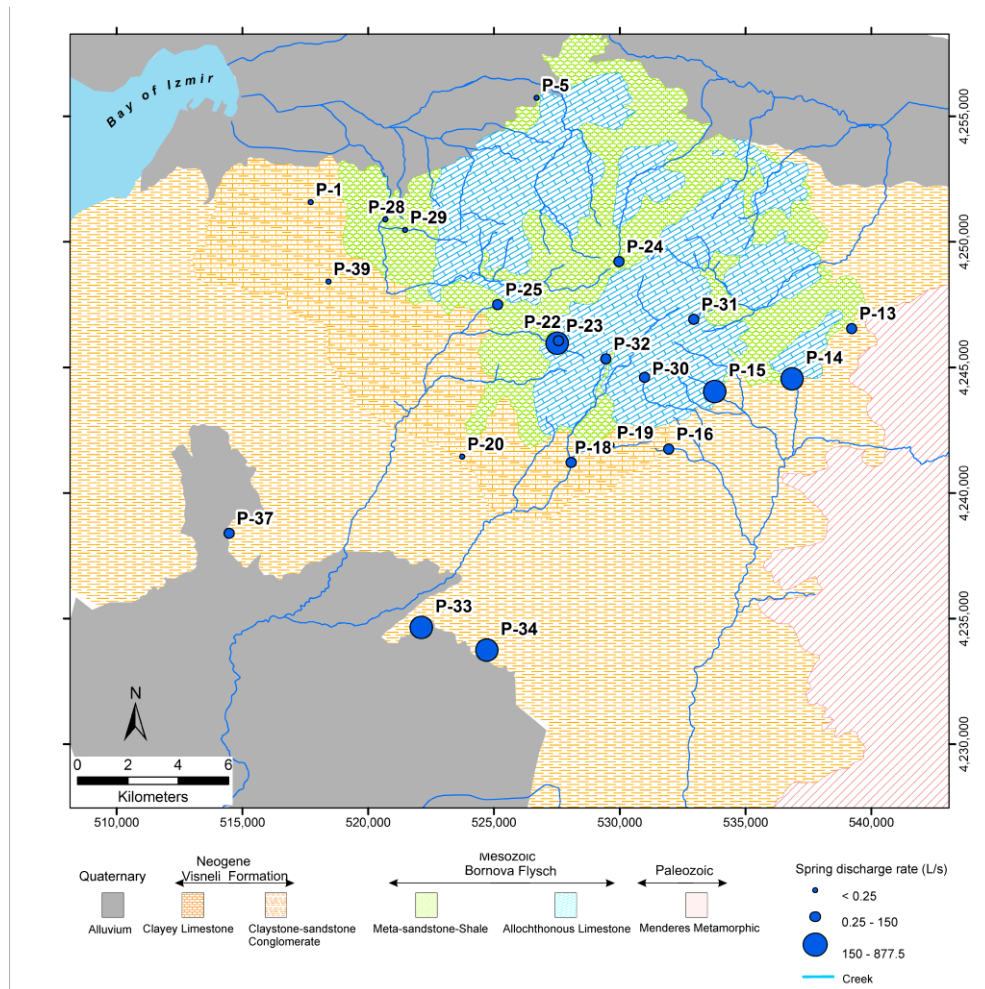 Bay of Izmir
P-5
P-1
P-28
P-29
P-24
P-39
P-25
P-31
P-13
P-22
P-23
P-32
P-14
P-30
P-15
P-20
P-19
P-16
P-18
P-37
P-33
P-34
4,255,000
4,250,000
4,245,000
4,240,000
4,235,000
4,230,000
N
0 2 4 6
Kilometers
510,000 515,000 520,000 525,000 530,000 535,000 540,000
Quaternary
Alluvium
Neogene
Visneli Formation
Clayey Limestone
Claystone-sandstone
Conglomerate
Mesozoic
Bornova Flysch
Meta-sandstone-Shale
Allochthonous Limestone
Paleozoic
Menderes Metamorphic
Spring discharge rate (L/s)
< 0.25
0.25 - 150
150 - 877.5
Creek